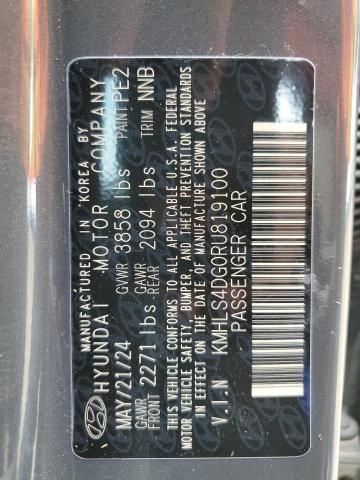 MANUFACTURED IN *KOREA BY
HYUNDAI MOTOR COMPANY
MAY/21/24 GVWR 3858 lbs PAINT PE2
GAWR FRONT 2271 lbs GAWR REAR 2094 lbs TRIM NNB
THIS VEHICLE CONFORMS TO ALL APPLICABLE U.S.A. FEDERAL
MOTOR VEHICLE SAFETY, BUMPER, AND THEFT PREVENTION STANDARDS
IN EFFECT ON THE DATE OF MANUFACTURE SHOWN ABOVE
V.I.N KMHLS4DG0RU819100
PASSENGER CAR